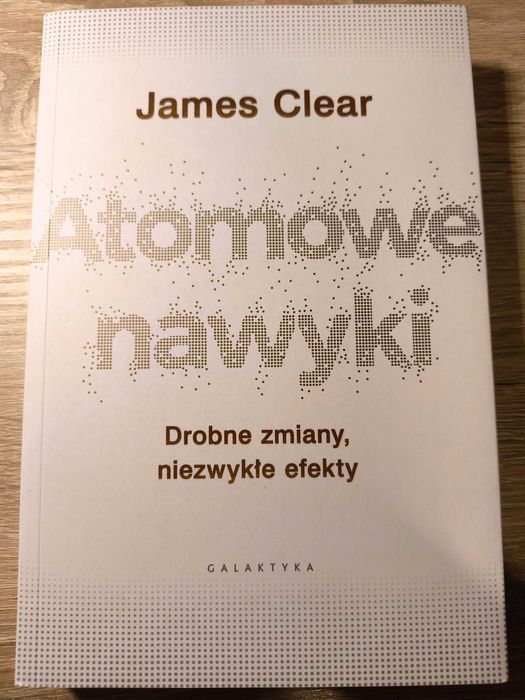 James Clear
Atomowe
nawyki
Drobne zmiany,
niezwykłe efekty
GALAKTYKA